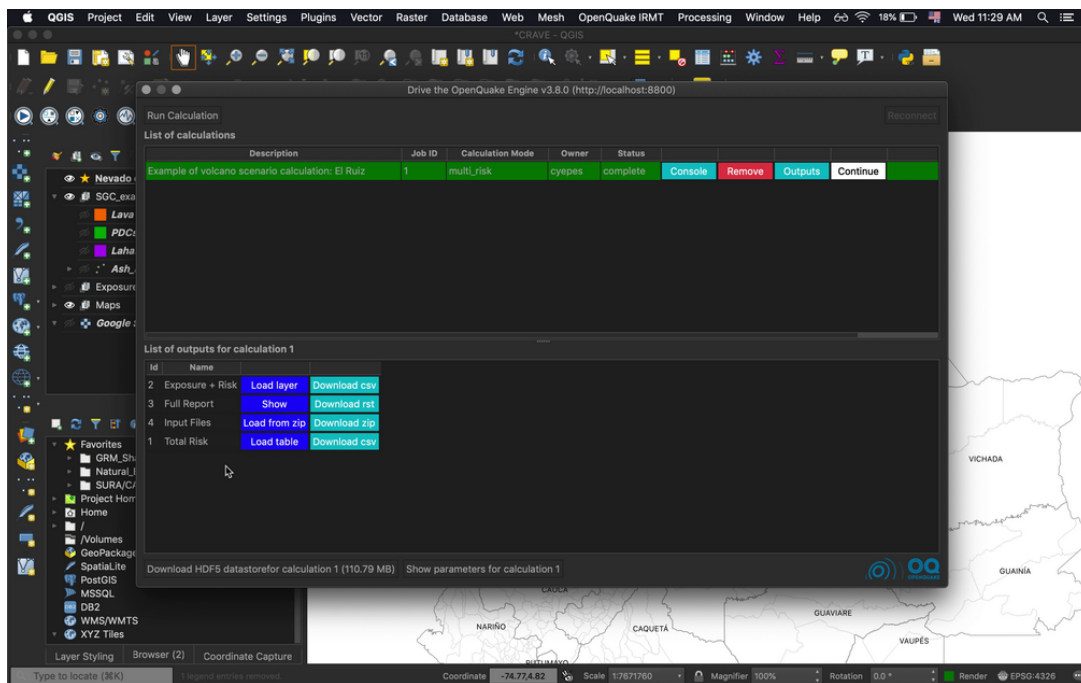 QGIS Project Edit View Layer Settings Plugins Vector Raster Database Web Mesh OpenQuake IRMT Processing Window Help 18% Wed 11:29 AM
*CRAVE - QGIS
Drive the OpenQuake Engine v3.8.0 (http://localhost:8800)
Run Calculation Reconnect
List of calculations
Description Job ID Calculation Mode Owner Status
Example of volcano scenario calculation: El Ruiz 1 multi_risk cyepes complete Console Remove Outputs Continue
Nevado
SGC_exa
Lava
PDCs
Laha
Ash_
Exposure
Maps
Google
List of outputs for calculation 1
Id Name
2 Exposure + Risk Load layer Download csv
3 Full Report Show Download rst
4 Input Files Load from zip Download zip
1 Total Risk Load table Download csv
Favorites
GRM_Sh
Natural_
SURA/CA
Project Hom
Home
/
/Volumes
GeoPackage
SpatiaLite
PostGIS
MSSQL
DB2
WMS/WMTS
XYZ Tiles
Download HDF5 datastorefor calculation 1 (110.79 MB) Show parameters for calculation 1
OQ
OPENQUAKE
VICHADA
GUAINÍA
CAUCA
GUAVIARE
NARIÑO
CAQUETÁ
VAUPÉS
PUTUMAYO
Layer Styling Browser (2) Coordinate Capture
Type to locate (⌘K) 1 legend entries removed. Coordinate -74.77,4.82 Scale 1:7671760 Magnifier 100% Rotation 0.0 ° Render EPSG:4326